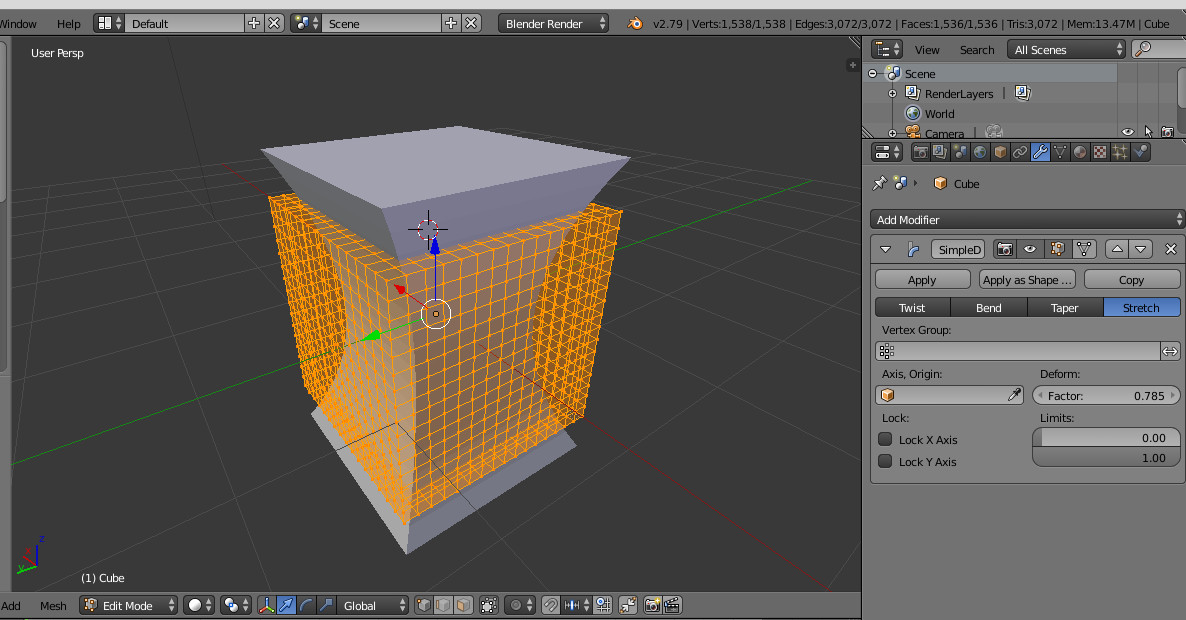 Window Help Default Scene Blender Render v2.79 | Verts:1,538/1,538 | Edges:3,072/3,072 | Faces:1,536/1,536 | Tris:3,072 | Mem:13.47M | Cube
User Persp
View Search All Scenes
Scene
RenderLayers |
World
Camera |
Cube
Add Modifier
SimpleD
Apply Apply as Shape ... Copy
Twist Bend Taper Stretch
Vertex Group:
Axis, Origin: Deform:
Factor: 0.785
Lock: Limits:
Lock X Axis 0.00
Lock Y Axis 1.00
z
x
y
(1) Cube
Add Mesh Edit Mode Global